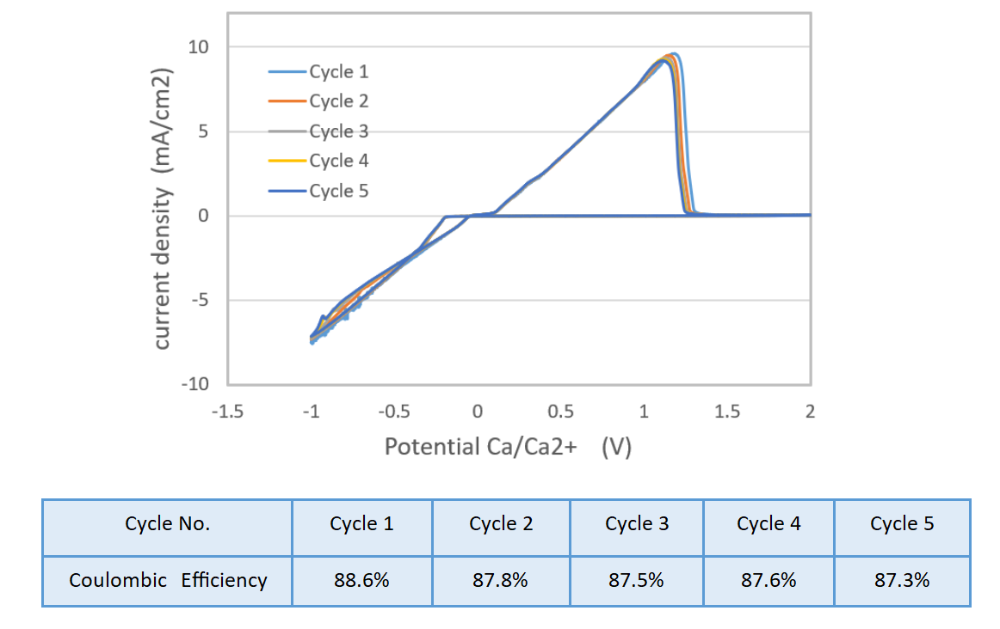 10
5
0
-5
-10
current density (mA/cm2)
Cycle 1
Cycle 2
Cycle 3
Cycle 4
Cycle 5
-1.5 -1 -0.5 0 0.5 1 1.5 2
Potential Ca/Ca2+ (V)
Cycle No. Cycle 1 Cycle 2 Cycle 3 Cycle 4 Cycle 5
Coulombic Efficiency 88.6% 87.8% 87.5% 87.6% 87.3%